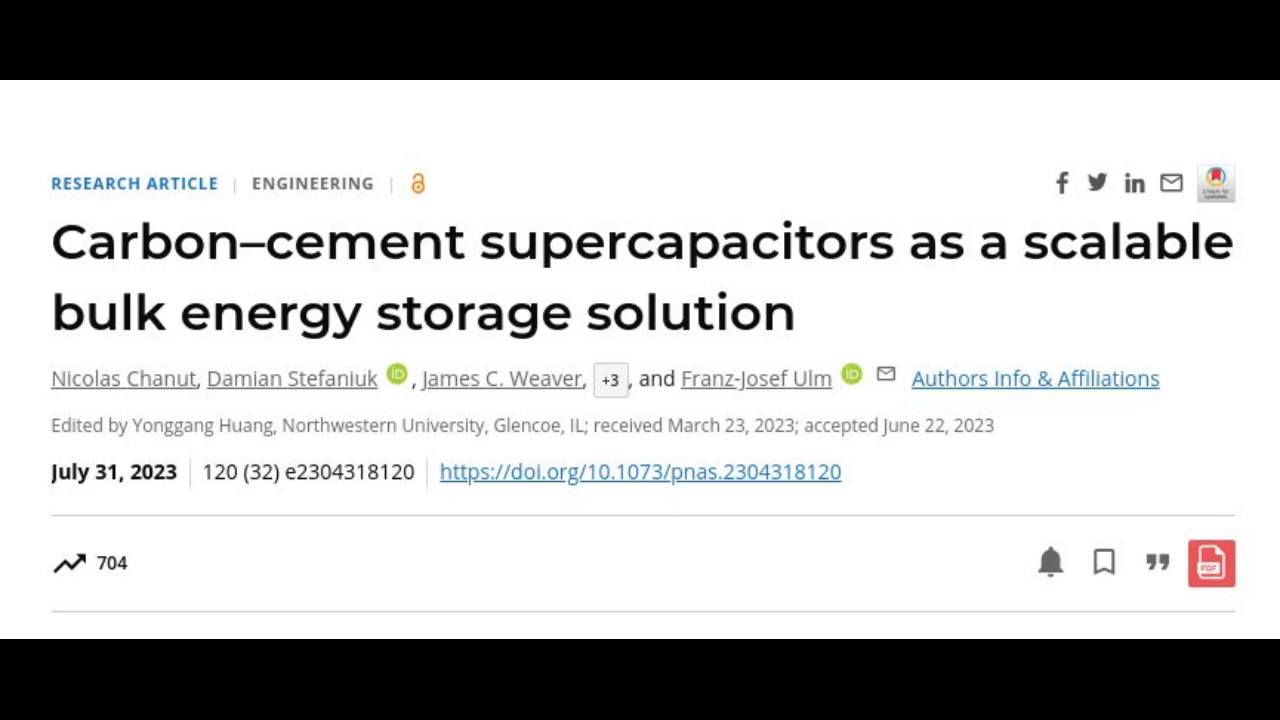 RESEARCH ARTICLE | ENGINEERING |
Carbon–cement supercapacitors as a scalable
bulk energy storage solution
Nicolas Chanut, Damian Stefaniuk iD, James C. Weaver, +3, and Franz-Josef Ulm iD Authors Info & Affiliations
Edited by Yonggang Huang, Northwestern University, Glencoe, IL; received March 23, 2023; accepted June 22, 2023
July 31, 2023 | 120 (32) e2304318120 | https://doi.org/10.1073/pnas.2304318120
704
PDF